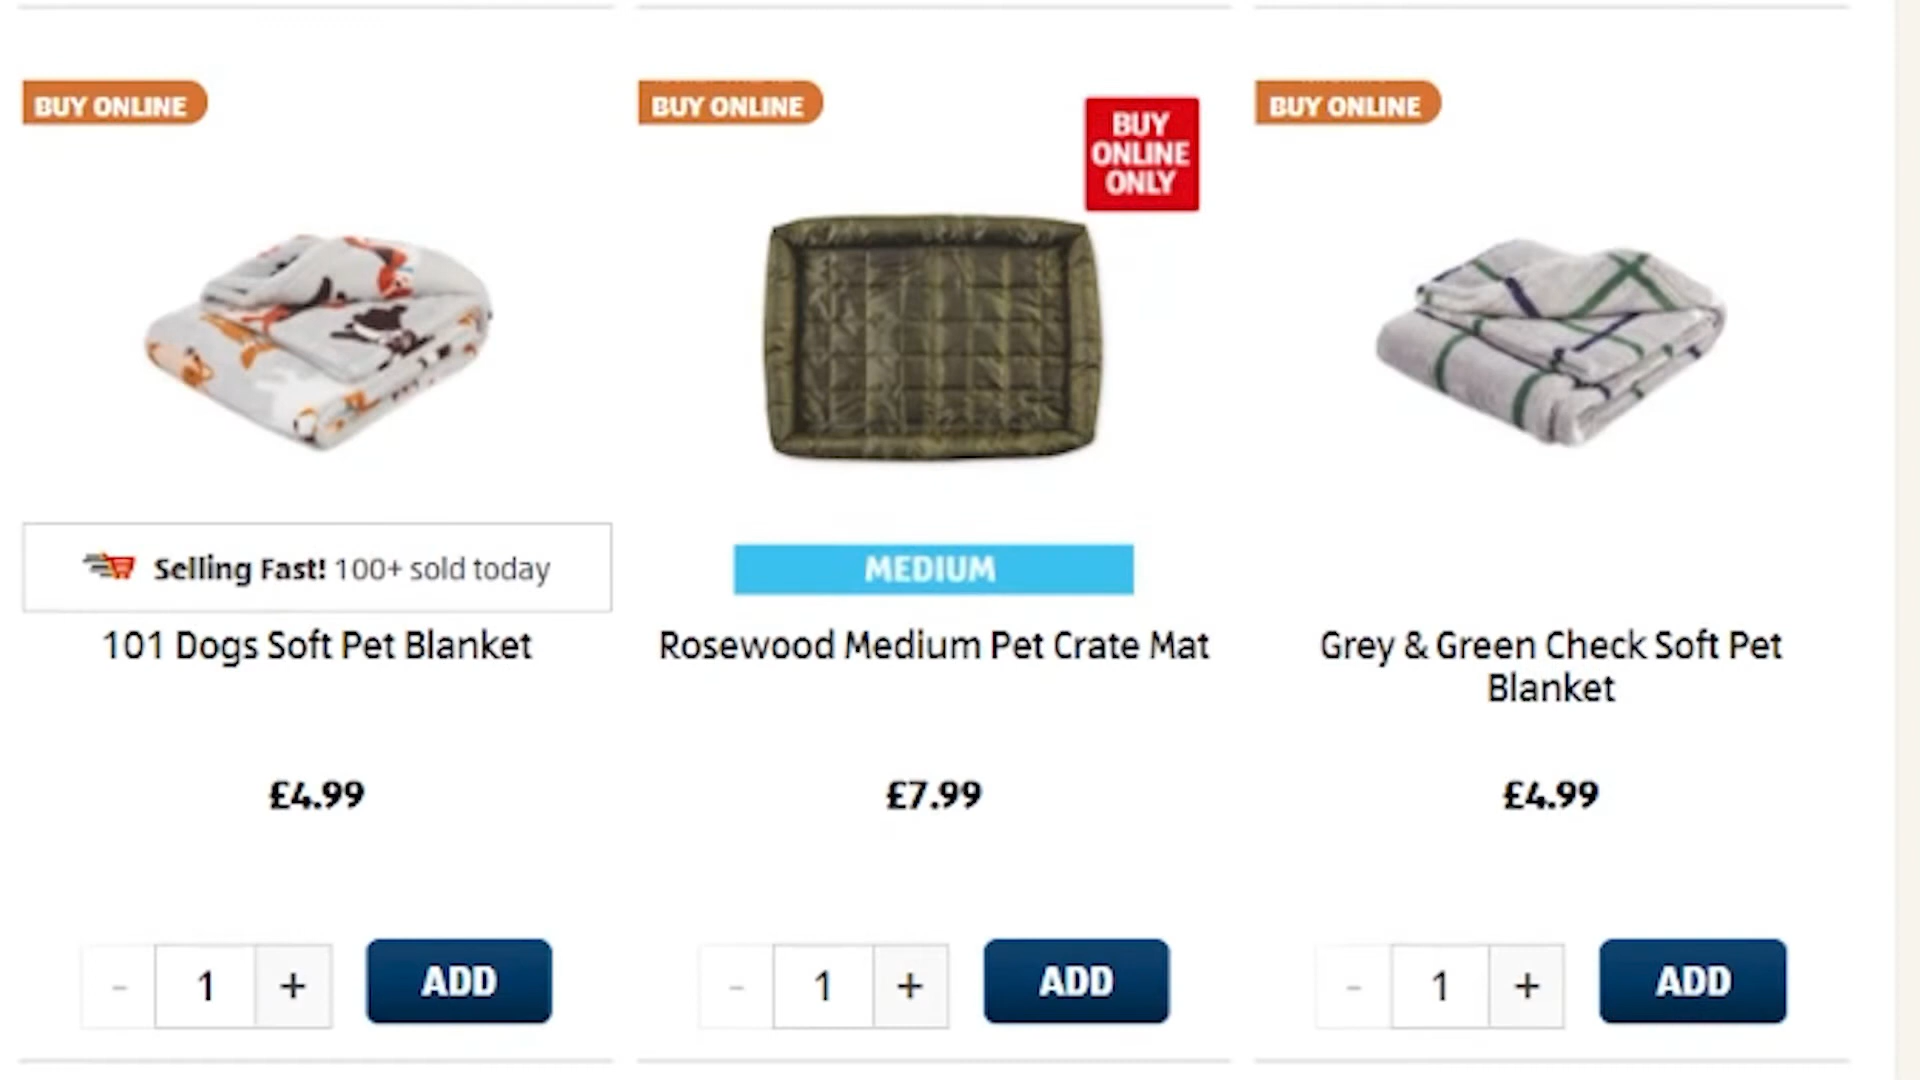 BUY ONLINE
BUY ONLINE
BUY ONLINE
BUY
ONLINE
ONLY
Selling Fast! 100+ sold today
MEDIUM
101 Dogs Soft Pet Blanket
Rosewood Medium Pet Crate Mat
Grey & Green Check Soft Pet
Blanket
£4.99
£7.99
£4.99
- 1 + ADD
- 1 + ADD
- 1 + ADD